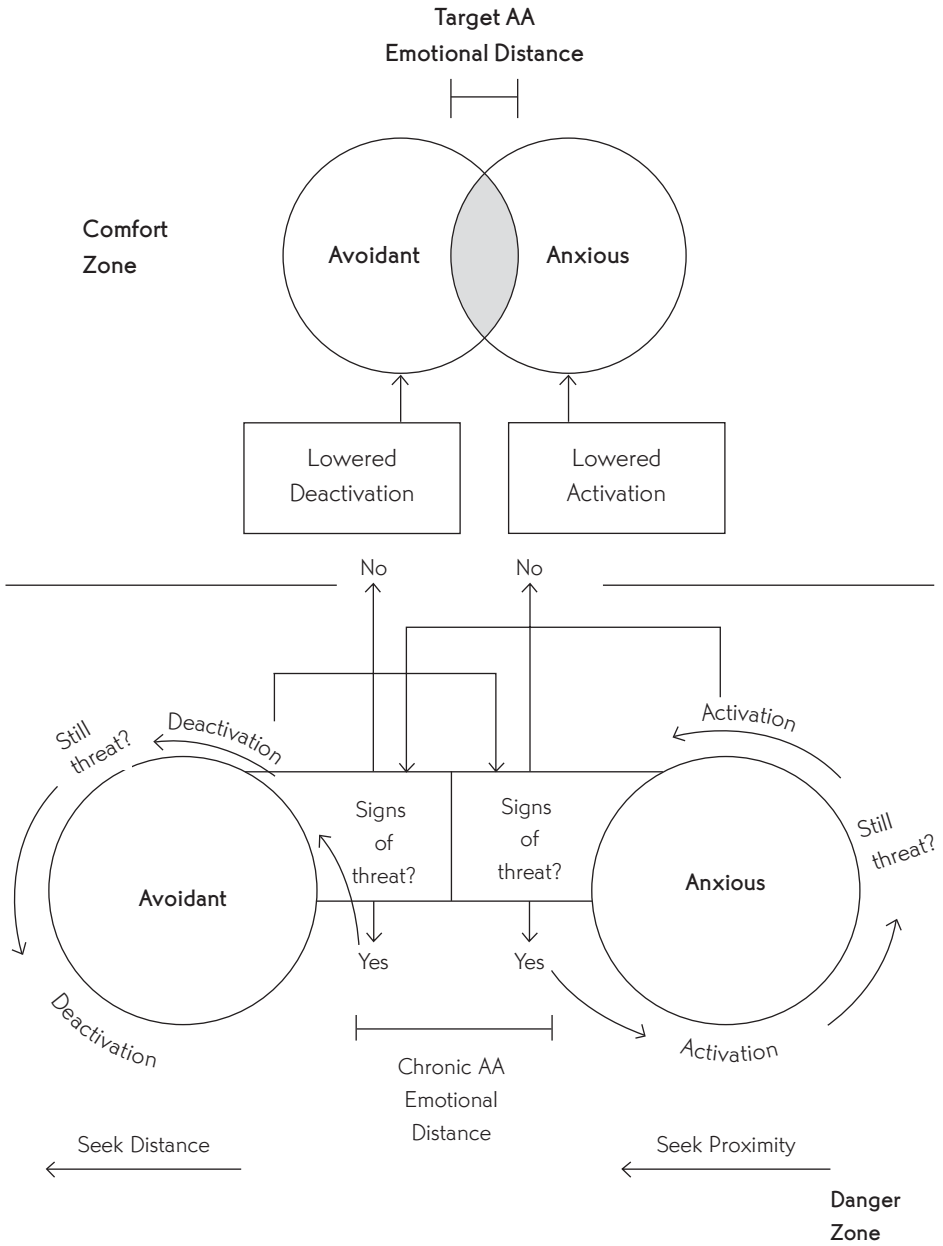 Target AA
Emotional Distance
Comfort
Zone
Avoidant
Anxious
Lowered
Deactivation
Lowered
Activation
No
No
Still
threat?
Deactivation
Activation
Signs
of
threat?
Signs
of
threat?
Still
threat?
Avoidant
Anxious
Yes
Yes
Deactivation
Activation
Chronic AA
Emotional
Distance
Seek Distance
Seek Proximity
Danger
Zone